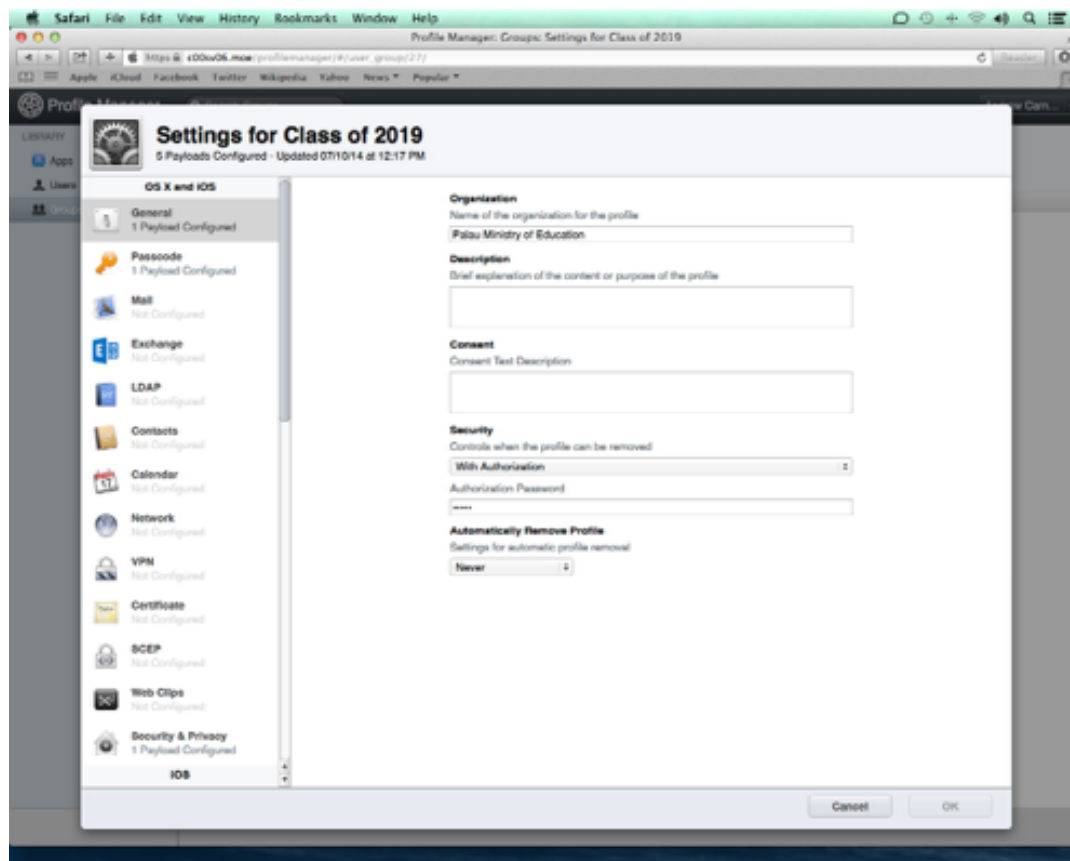 Safari File Edit View History Bookmarks Window Help
Profile Manager: Groups: Settings for Class of 2019
Reader
Apple iCloud Facebook Twitter Wikipedia Yahoo News Popular
LIBRARY
Apps
Users
Settings for Class of 2019
5 Payloads Configured - Updated 07/10/14 at 12:17 PM
OS X and iOS
General
1 Payload Configured
Passcode
1 Payload Configured
Mail
Not Configured
Exchange
Not Configured
LDAP
Not Configured
Contacts
Not Configured
Calendar
Not Configured
Network
Not Configured
VPN
Not Configured
Certificate
Not Configured
SCEP
Not Configured
Web Clips
Not Configured
Security & Privacy
1 Payload Configured
iOS
Organization
Name of the organization for the profile
Palau Ministry of Education
Description
Brief explanation of the content or purpose of the profile
Consent
Consent Text Description
Security
Controls when the profile can be removed
With Authorization
Authorization Password
•••••
Automatically Remove Profile
Settings for automatic profile removal
Never
Cancel
OK